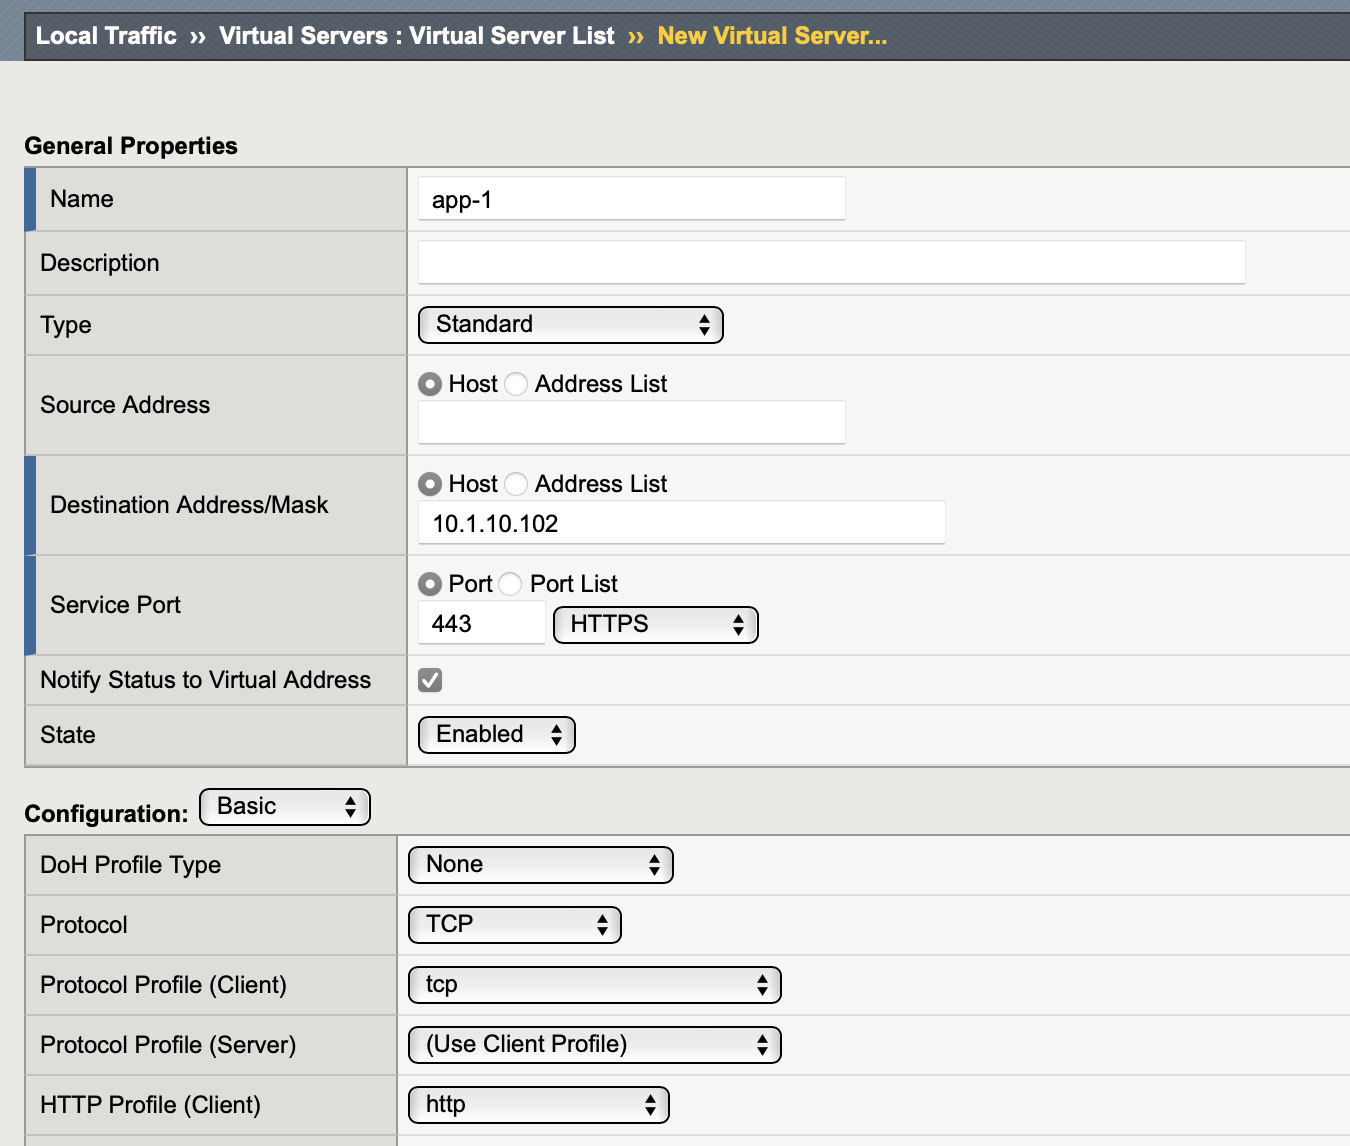 Local Traffic ›› Virtual Servers : Virtual Server List ›› New Virtual Server...
General Properties
Name app-1
Description
Type Standard
Source Address Host Address List
Destination Address/Mask Host Address List
10.1.10.102
Service Port Port Port List
443 HTTPS
Notify Status to Virtual Address
State Enabled
Configuration: Basic
DoH Profile Type None
Protocol TCP
Protocol Profile (Client) tcp
Protocol Profile (Server) (Use Client Profile)
HTTP Profile (Client) http